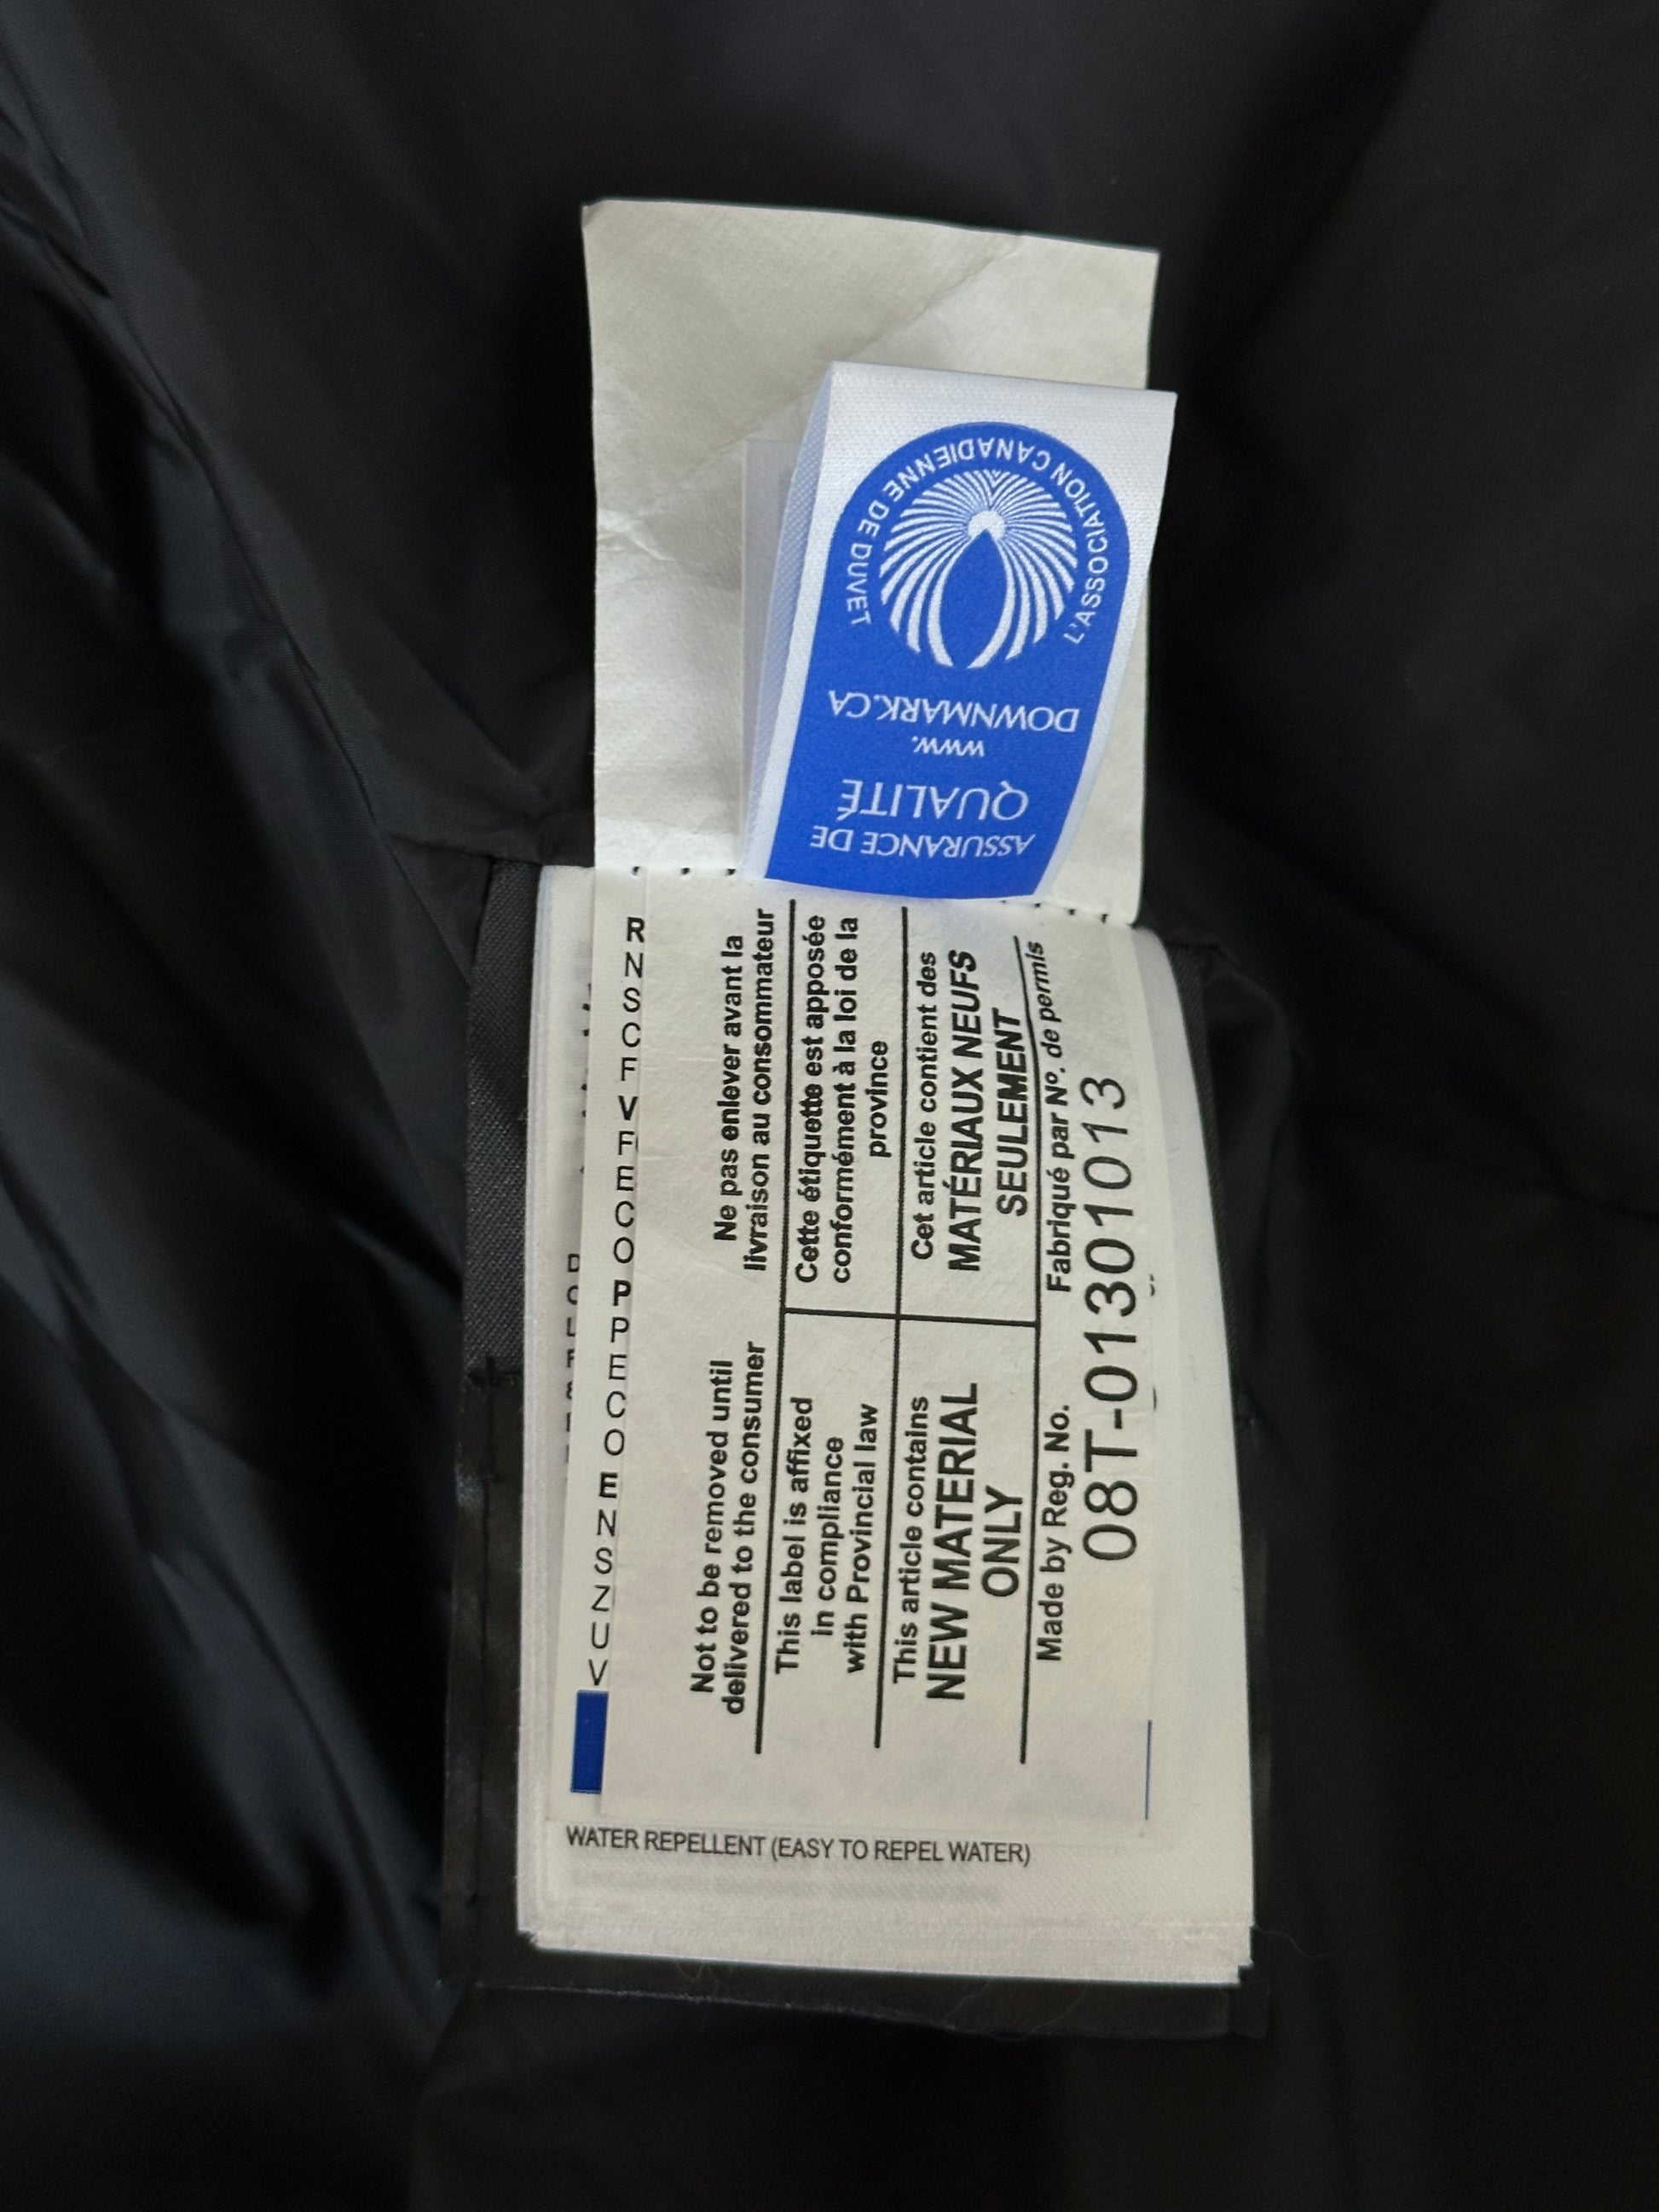 L'ASSOCIATION CANADIENNE DE DUVET
WWW.
DOWNMARK.CA
ASSURANCE DE
QUALITÉ
R
N
S
C
F
V
F
E
C
O
P
P
E
C
O
E
N
S
Z
U
V
Not to be removed until
delivered to the consumer
Ne pas enlever avant la
livraison au consommateur
This label is affixed
in compliance
with Provincial law
Cette étiquette est apposée
conformément à la loi de la
province
This article contains
NEW MATERIAL
ONLY
Cet article contient des
MATÉRIAUX NEUFS
SEULEMENT
Made by Reg. No.
Fabriqué par Nº. de permis
08T-01301013
WATER REPELLENT (EASY TO REPEL WATER)